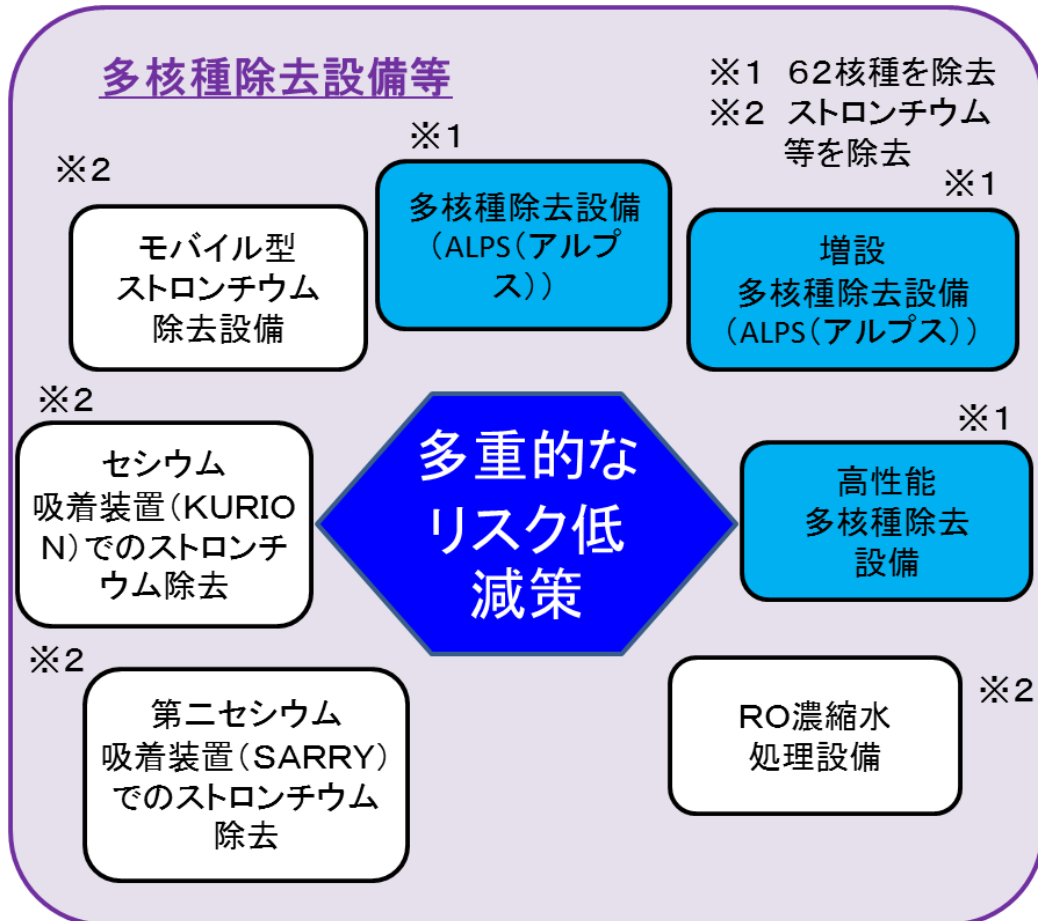 多核種除去設備等
※1 62核種を除去
※2 ストロンチウム
等を除去
※2
モバイル型
ストロンチウム
除去設備
※1
多核種除去設備
(ALPS(アルプ
ス))
※1
増設
多核種除去設備
(ALPS(アルプス))
※2
セシウム
吸着装置(KURIO
N)でのストロンチ
ウム除去
多重的な
リスク低
減策
※1
高性能
多核種除去
設備
※2
第二セシウム
吸着装置(SARRY)
でのストロンチウム
除去
RO濃縮水
処理設備
※2